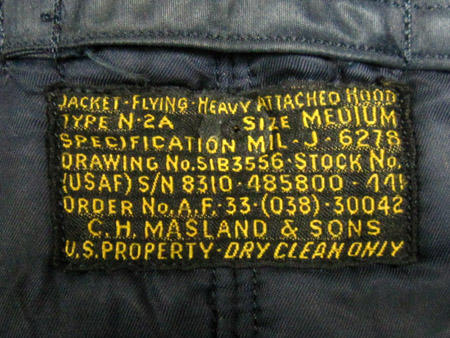 JACKET-FLYING-HEAVY ATTACHED HOOD
TYPE N-2A SIZE MEDIUM
SPECIFICATION MIL-J-6278
DRAWING No. 51B3556-STOCK No.
(USAF) S/N 8310-485800-441
ORDER No. A.F.-33-(038)-30042
C.H. MASLAND & SONS
U.S. PROPERTY-DRY CLEAN ONLY